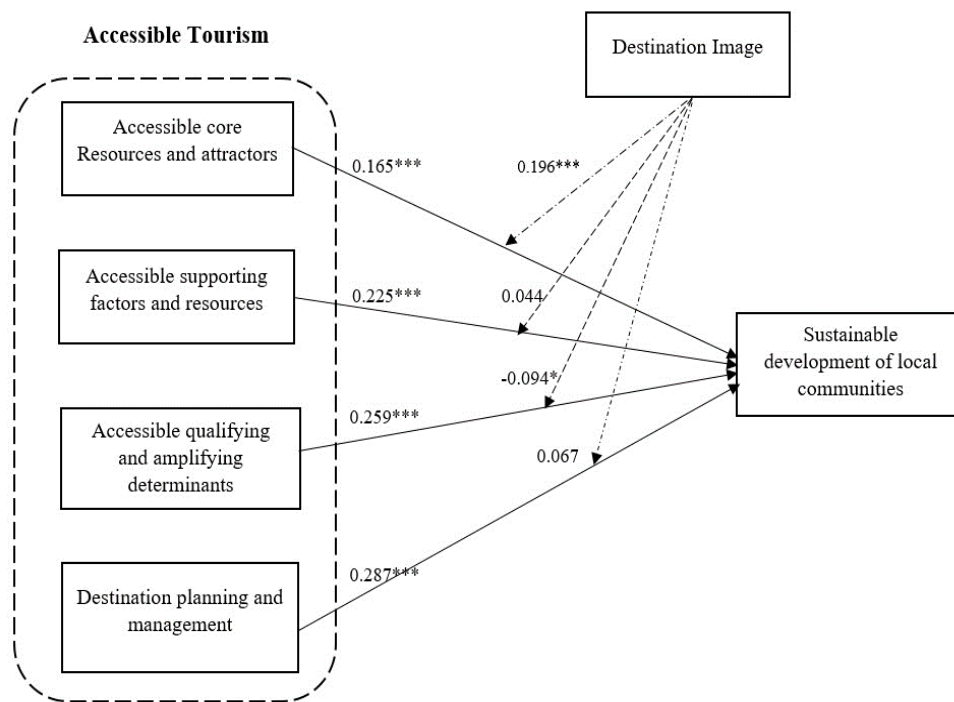 Accessible Tourism
Destination Image
Accessible core
Resources and attractors
0.165***
0.196***
Accessible supporting
factors and resources
0.225***
0.044
Sustainable
development of local
communities
-0.094*
Accessible qualifying
and amplifying
determinants
0.259***
0.067
Destination planning and
management
0.287***